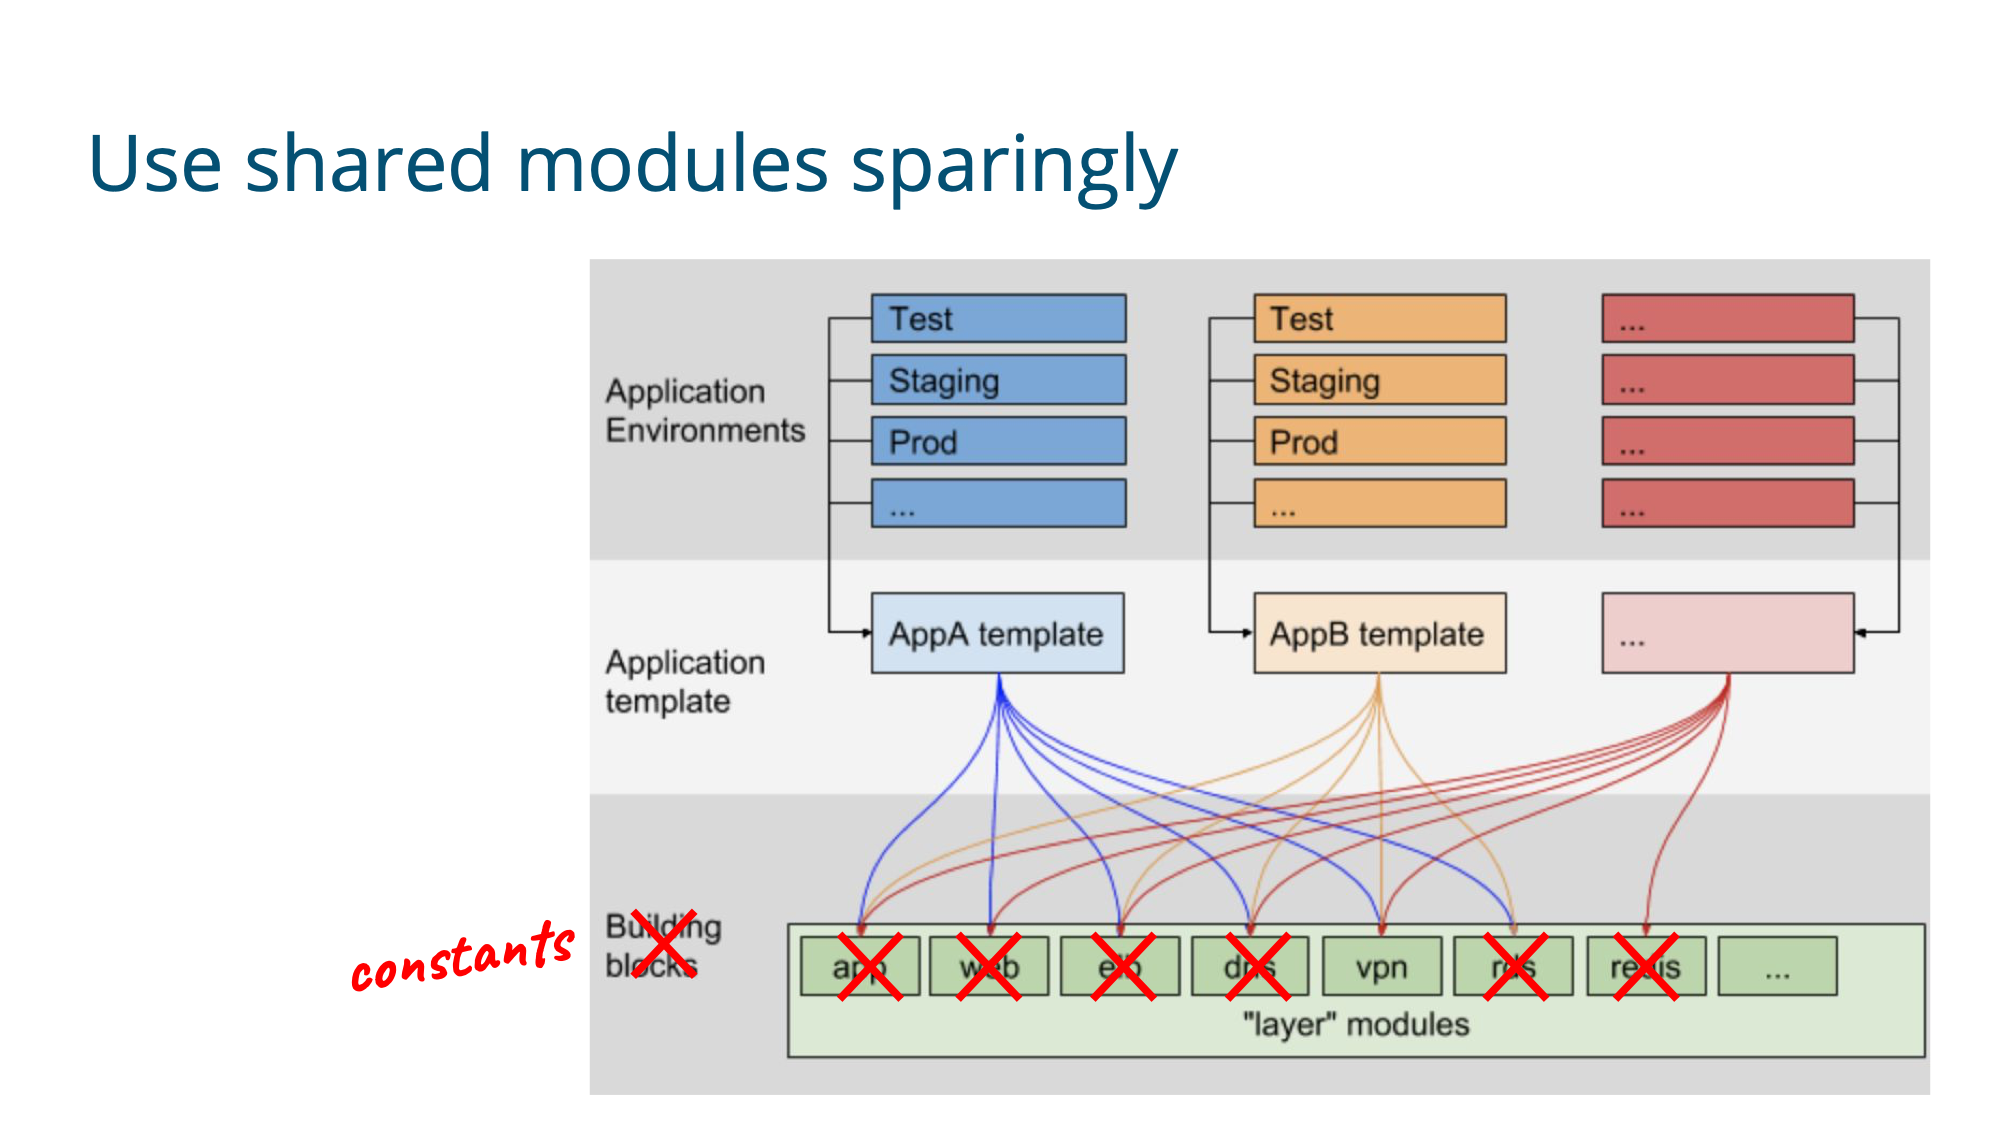 Use shared modules sparingly
Application
Environments
Test
Staging
Prod
...
Test
Staging
Prod
...
...
...
...
...
Application
template
AppA template
AppB template
...
constants
Building
blocks
app
web
elb
dns
vpn
rds
redis
...
"layer" modules